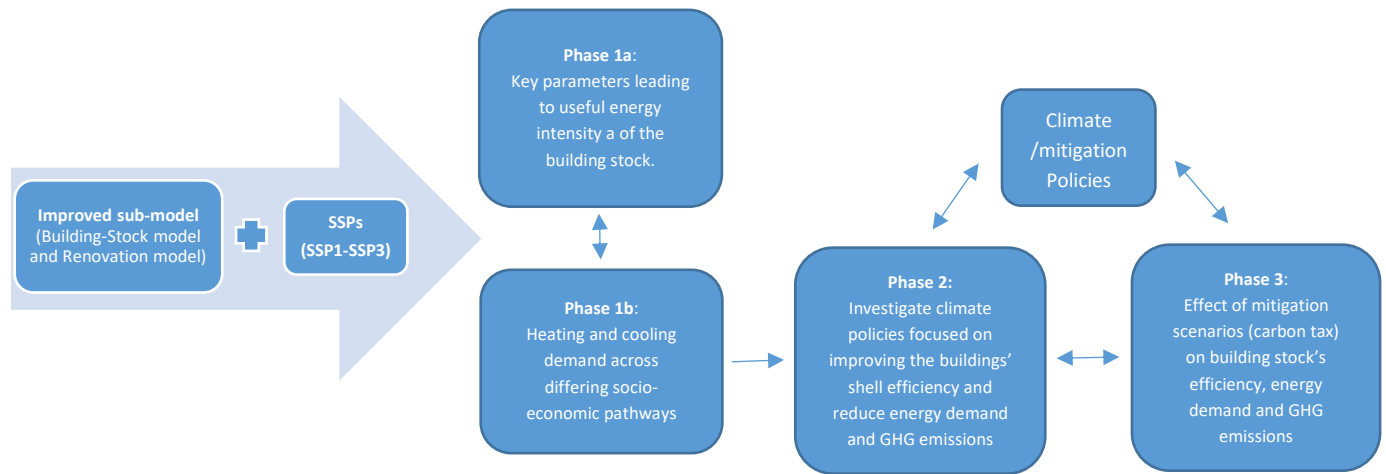 Improved sub-model
(Building-Stock model
and Renovation model)
SSPs
(SSP1-SSP3)
Phase 1a:
Key parameters leading
to useful energy
intensity a of the
building stock.
Phase 1b:
Heating and cooling
demand across
differing socio-
economic pathways
Climate
/mitigation
Policies
Phase 2:
Investigate climate
policies focused on
improving the buildings’
shell efficiency and
reduce energy demand
and GHG emissions
Phase 3:
Effect of mitigation
scenarios (carbon tax)
on building stock’s
efficiency, energy
demand and GHG
emissions